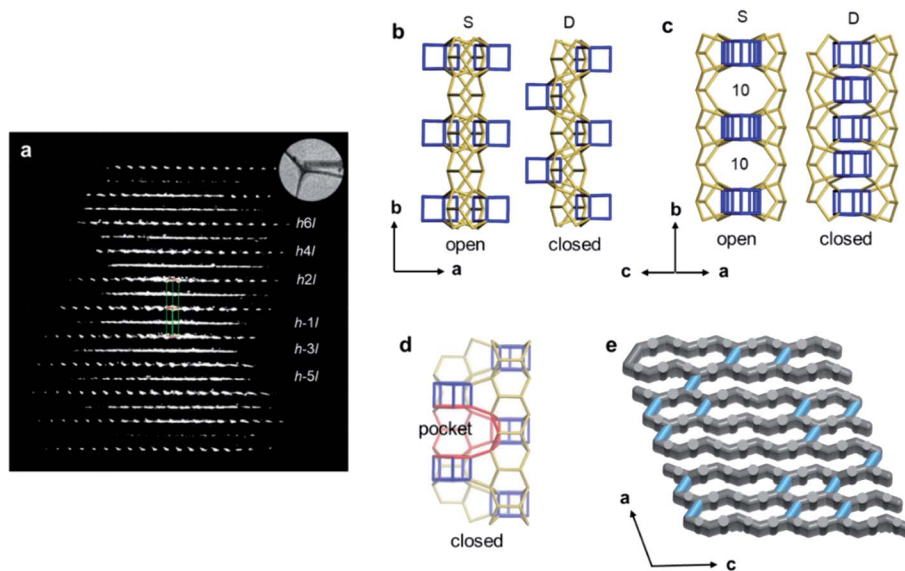 a
h6l
h4l
h2l
h-1l
h-3l
h-5l
b
S
D
open
closed
b
a
c
S
D
10
10
open
closed
b
c
a
d
pocket
closed
e
a
c